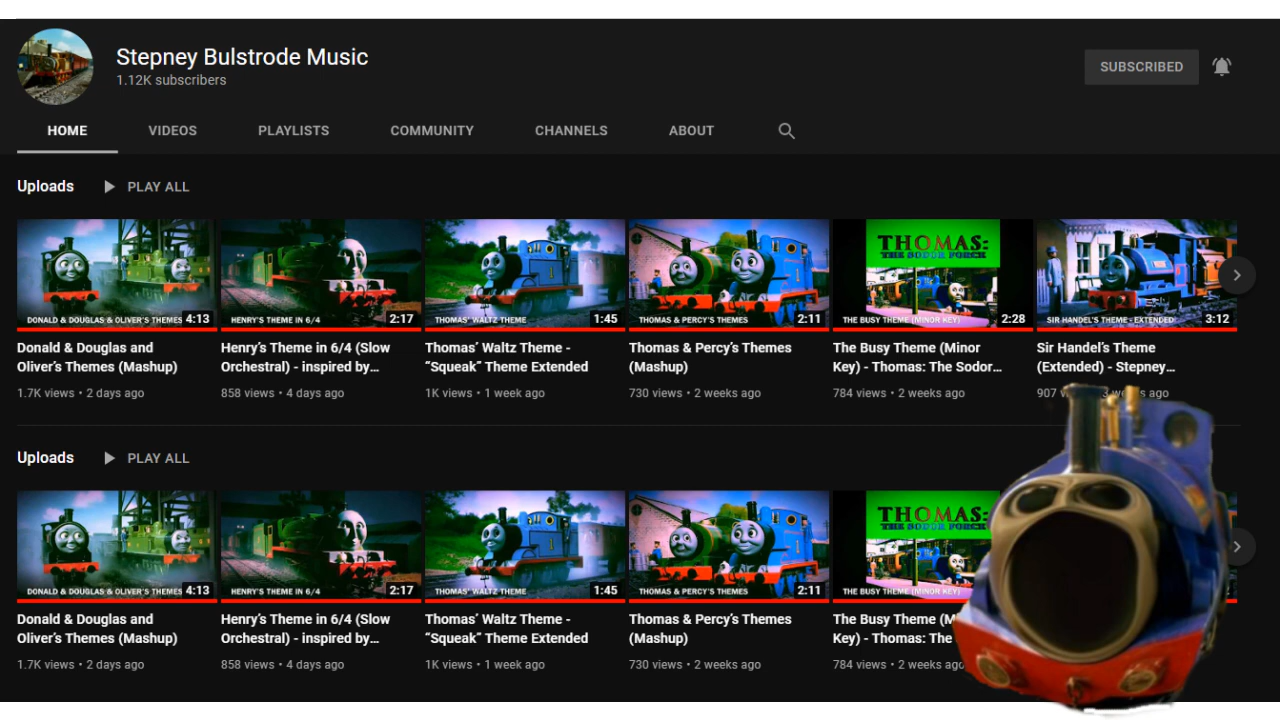 Stepney Bulstrode Music
1.12K subscribers
SUBSCRIBED
HOME VIDEOS PLAYLISTS COMMUNITY CHANNELS ABOUT
Uploads PLAY ALL
DONALD & DOUGLAS & OLIVER'S THEMES 4:13
HENRY'S THEME IN 6/4 2:17
THOMAS' WALTZ THEME 1:45
THOMAS & PERCY'S THEMES 2:11
THOMAS:
THE SODOR FORCE
THE BUSY THEME (MINOR KEY) 2:28
SIR HANDEL'S THEME - EXTENDED 3:12
Donald & Douglas and
Oliver's Themes (Mashup)
1.7K views • 2 days ago
Henry's Theme in 6/4 (Slow
Orchestral) - inspired by...
858 views • 4 days ago
Thomas' Waltz Theme -
“Squeak” Theme Extended
1K views • 1 week ago
Thomas & Percy's Themes
(Mashup)
730 views • 2 weeks ago
The Busy Theme (Minor
Key) - Thomas: The Sodor...
784 views • 2 weeks ago
Sir Handel's Theme
(Extended) - Stepney...
907 3 ago
Uploads PLAY ALL
DONALD & DOUGLAS & OLIVER'S THEMES 4:13
HENRY'S THEME IN 6/4 2:17
THOMAS' WALTZ THEME 1:45
THOMAS & PERCY'S THEMES 2:11
THOMAS:
THE SODOR FORCE
THE BUSY THEME (MINOR KEY)
Donald & Douglas and
Oliver's Themes (Mashup)
1.7K views • 2 days ago
Henry's Theme in 6/4 (Slow
Orchestral) - inspired by...
858 views • 4 days ago
Thomas' Waltz Theme -
“Squeak” Theme Extended
1K views • 1 week ago
Thomas & Percy's Themes
(Mashup)
730 views • 2 weeks ago
The Busy Theme
Key) - Thomas: The
784 views • 2 weeks ago